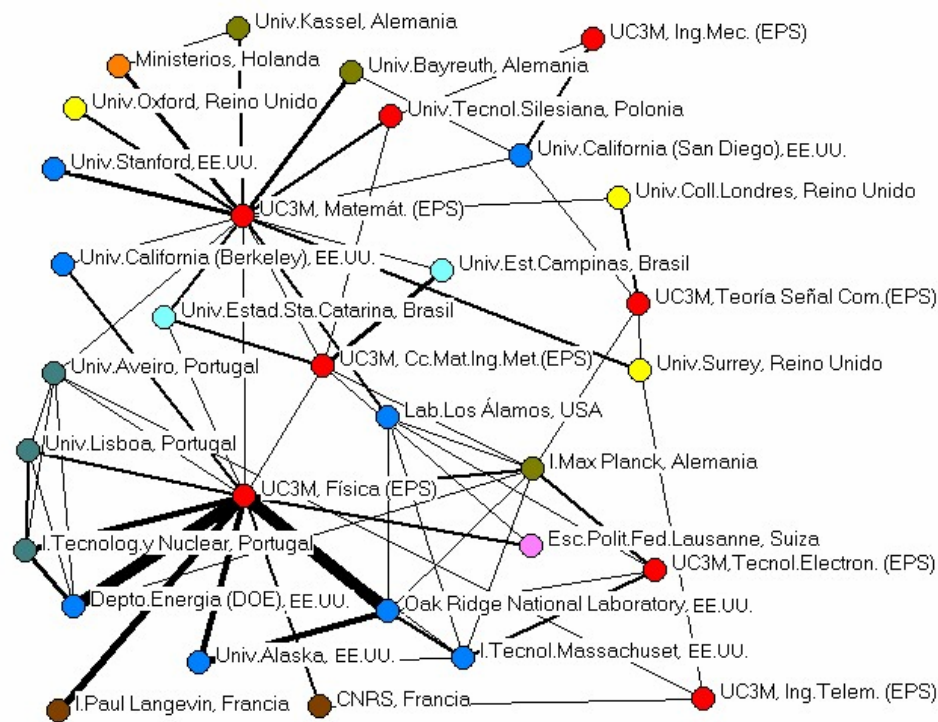 Univ.Kassel, Alemania
UC3M, Ing.Mec. (EPS)
Ministerios, Holanda
Univ.Bayreuth, Alemania
Univ.Oxford, Reino Unido
Univ.Tecnol.Silesiana, Polonia
Univ.Stanford, EE.UU.
Univ.California (San Diego), EE.UU.
Univ.Coll.Londres, Reino Unido
UC3M, Matemát. (EPS)
Univ.California (Berkeley), EE.UU.
Univ.Est.Campinas, Brasil
Univ.Estad.Sta.Catarina, Brasil
UC3M,Teoría Señal Com.(EPS)
Univ.Aveiro, Portugal
UC3M, Cc.Mat.Ing.Met.(EPS)
Univ.Surrey, Reino Unido
Lab.Los Álamos, USA
Univ.Lisboa, Portugal
I.Max Planck, Alemania
UC3M, Física (EPS)
I.Tecnolog.y Nuclear, Portugal
Esc.Polit.Fed.Lausanne, Suiza
UC3M,Tecnol.Electron. (EPS)
Depto.Energia (DOE), EE.UU.
Oak Ridge National Laboratory, EE.UU.
Univ.Alaska, EE.UU.
I.Tecnol.Massachuset, EE.UU.
I.Paul Langevin, Francia
CNRS, Francia
UC3M, Ing.Telem. (EPS)